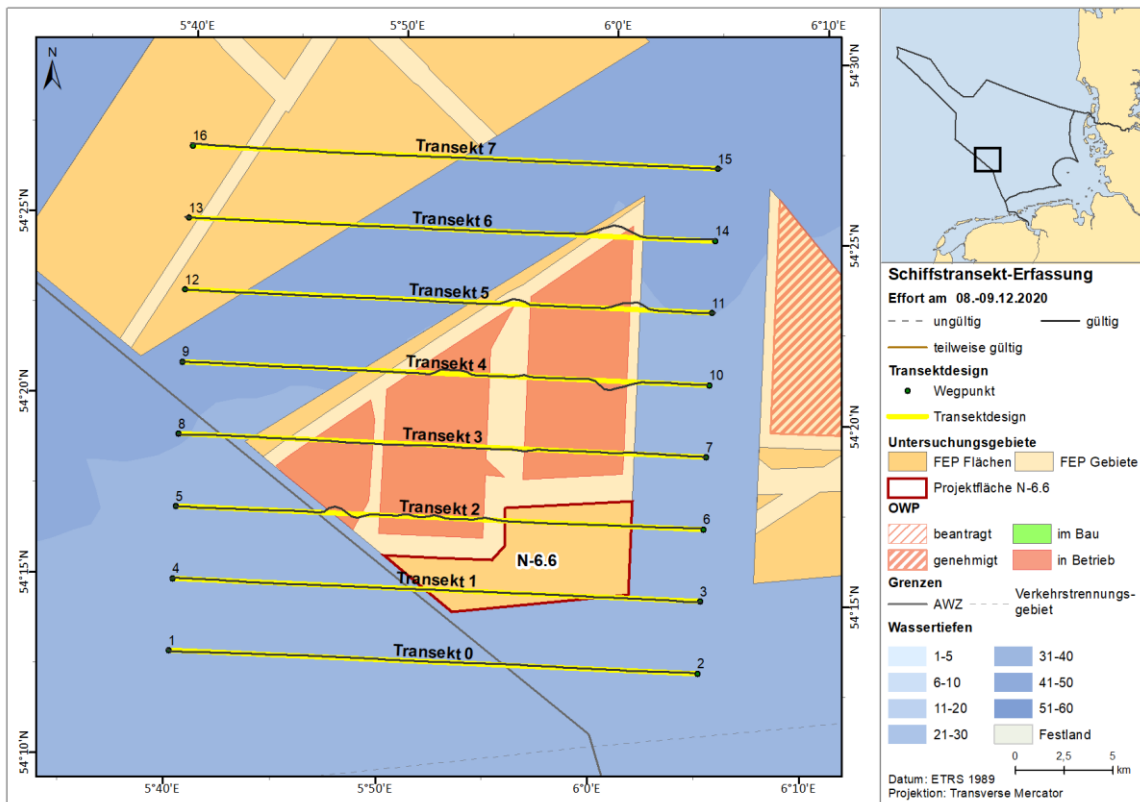 5°40'E 5°50'E 6°0'E 6°10'E
N
54°30'N
16
Transekt 7
15
54°25'N
13
Transekt 6
14
54°25'N
12
Transekt 5
11
9
Transekt 4
10
54°20'N
8
Transekt 3
7
54°20'N
5
Transekt 2
6
N-6.6
54°15'N
4
Transekt 1
3
54°15'N
1
Transekt 0
2
54°10'N
5°40'E 5°50'E 6°0'E 6°10'E
Schiffstransekt-Erfassung
Effort am 08.-09.12.2020
ungültig gültig
teilweise gültig
Transektdesign
Wegpunkt
Transektdesign
Untersuchungsgebiete
FEP Flächen FEP Gebiete
Projektfläche N-6.6
OWP
beantragt im Bau
genehmigt in Betrieb
Grenzen
AWZ Verkehrstrennungs-
gebiet
Wassertiefen
1-5 31-40
6-10 41-50
11-20 51-60
21-30 Festland
0 2,5 5
km
Datum: ETRS 1989
Projektion: Transverse Mercator